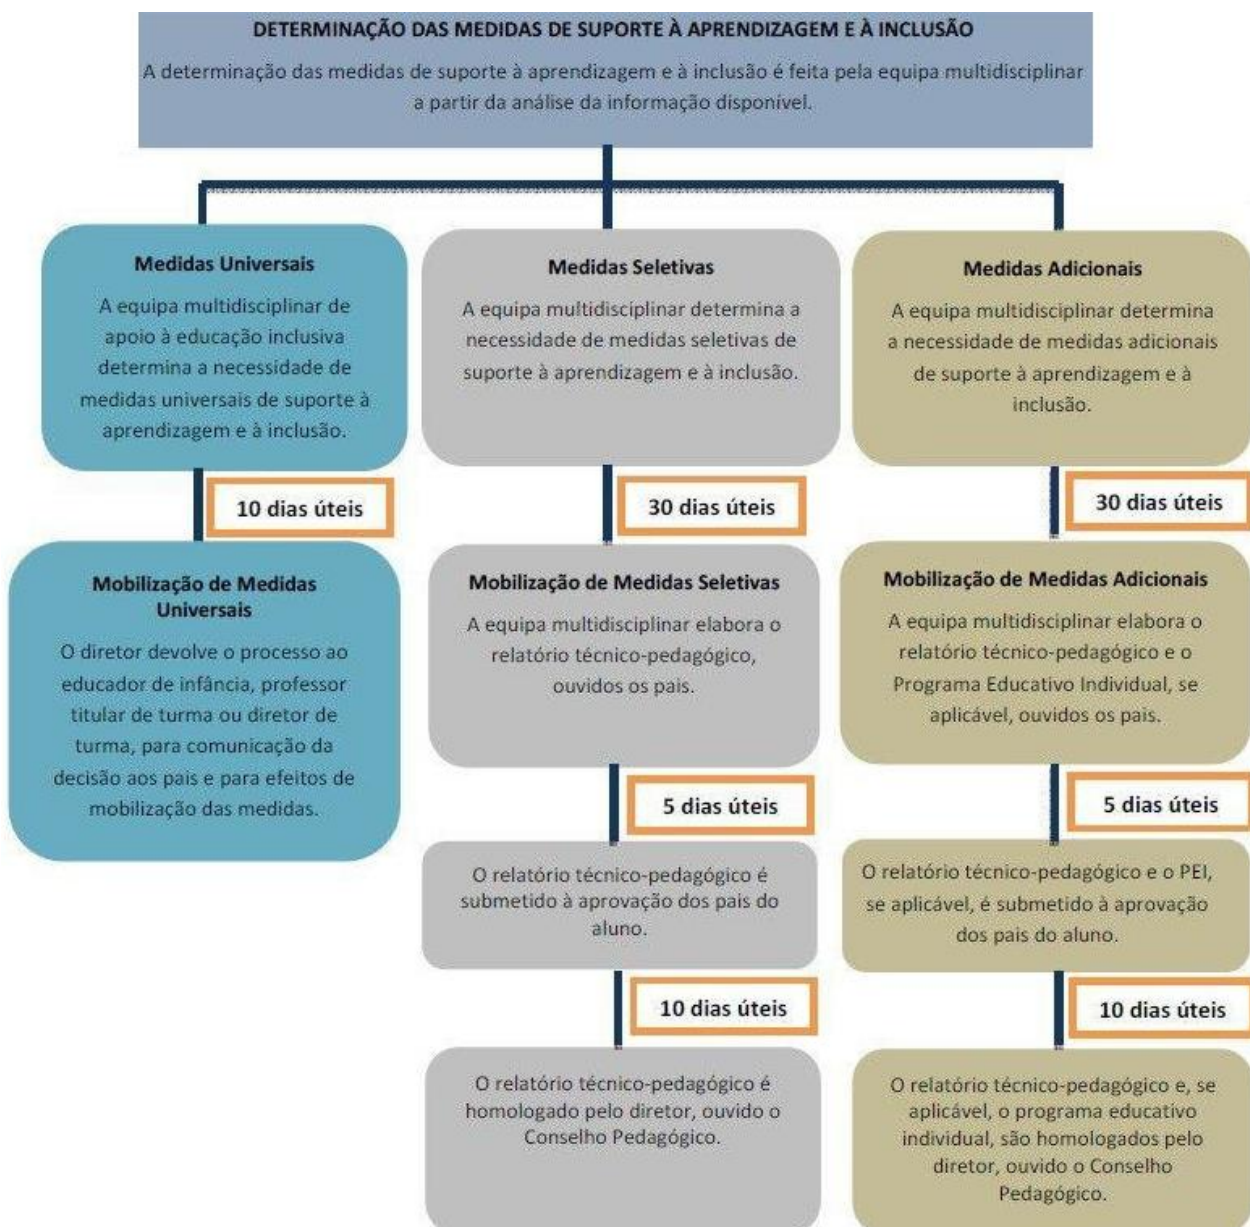 DETERMINAÇÃO DAS MEDIDAS DE SUPORTE À APRENDIZAGEM E À INCLUSÃO
A determinação das medidas de suporte à aprendizagem e à inclusão é feita pela equipa multidisciplinar
a partir da análise da informação disponível.
Medidas Universais
A equipa multidisciplinar de
apoio à educação inclusiva
determina a necessidade de
medidas universais de suporte à
aprendizagem e à inclusão.
10 dias úteis
Mobilização de Medidas
Universais
O diretor devolve o processo ao
educador de infância, professor
titular de turma ou diretor de
turma, para comunicação da
decisão aos pais e para efeitos de
mobilização das medidas.
Medidas Seletivas
A equipa multidisciplinar determina a
necessidade de medidas seletivas de
suporte à aprendizagem e à inclusão.
30 dias úteis
Mobilização de Medidas Seletivas
A equipa multidisciplinar elabora o
relatório técnico-pedagógico,
ouvidos os pais.
5 dias úteis
O relatório técnico-pedagógico é
submetido à aprovação dos pais do
aluno.
10 dias úteis
O relatório técnico-pedagógico é
homologado pelo diretor, ouvido o
Conselho Pedagógico.
Medidas Adicionais
A equipa multidisciplinar determina
a necessidade de medidas adicionais
de suporte à aprendizagem e à
inclusão.
30 dias úteis
Mobilização de Medidas Adicionais
A equipa multidisciplinar elabora o
relatório técnico-pedagógico e o
Programa Educativo Individual, se
aplicável, ouvidos os pais.
5 dias úteis
O relatório técnico-pedagógico e o PEI,
se aplicável, é submetido à aprovação
dos pais do aluno.
10 dias úteis
O relatório técnico-pedagógico e, se
aplicável, o programa educativo
individual, são homologados pelo
diretor, ouvido o Conselho
Pedagógico.